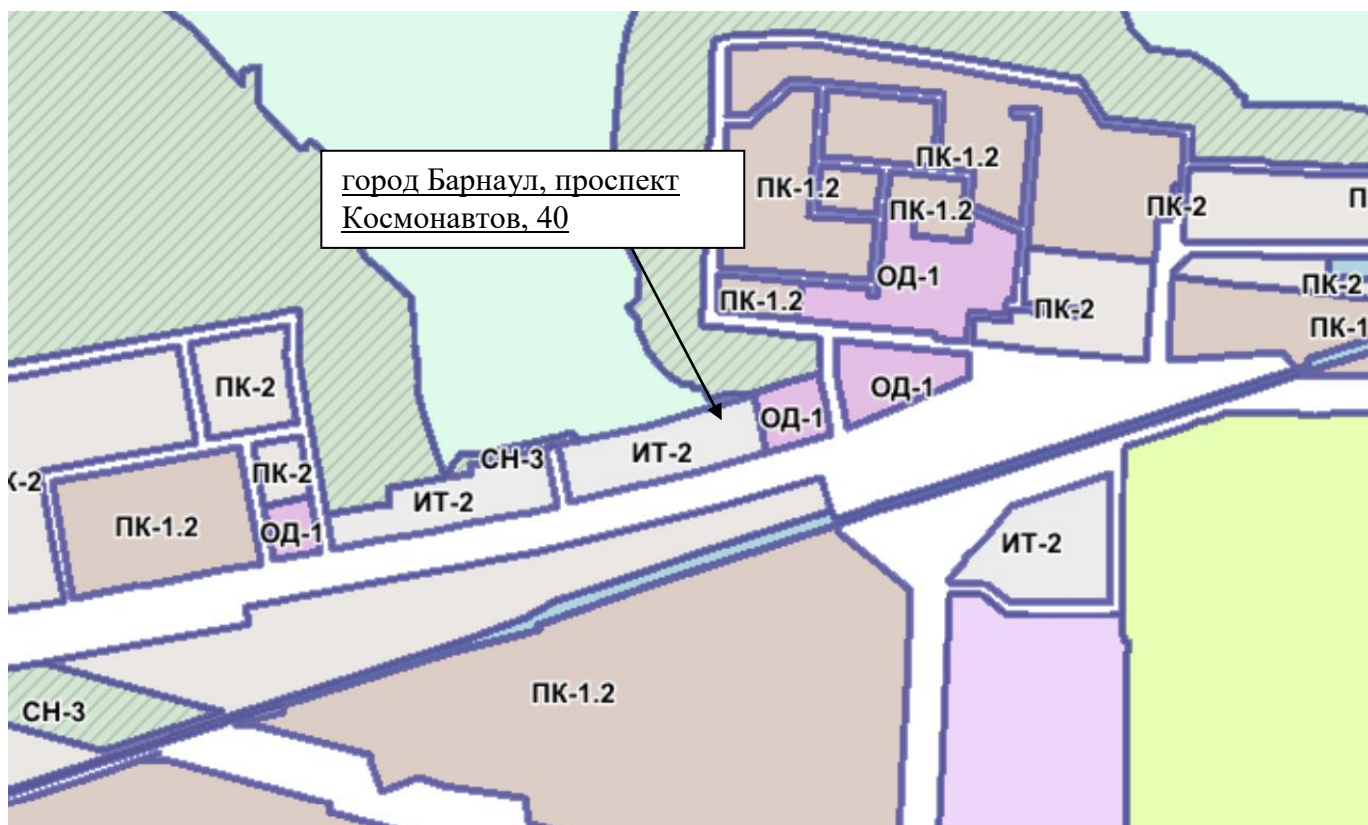 город Барнаул, проспект
Космонавтов, 40
ПК-1.2
ПК-1.2
ПК-1.2
ПК-2
П
ОД-1
ПК-1.2
ПК-2
ПК-2
ПК-1
ПК-2
ОД-1
ОД-1
ИТ-2
СН-3
ПК-2
К-2
ИТ-2
ПК-1.2
ОД-1
ИТ-2
ПК-1.2
СН-3